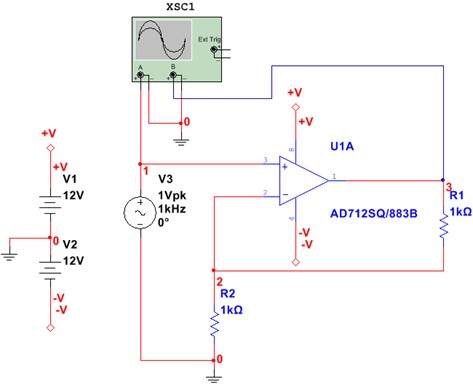 XSC1
Ext Trig
+
-
A
B
+
-
+
-
0
+V
+V
+V
+V
U1A
1
8
3
2
1
3
4
V1
12V
V3
1Vpk
1kHz
0°
R1
1kΩ
AD712SQ/883B
0
V2
12V
-V
-V
-V
-V
2
R2
1kΩ
0